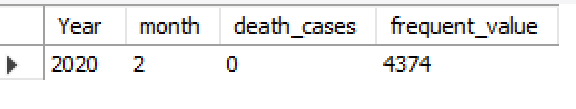 Year month death_cases frequent_value
2020 2 0 4374